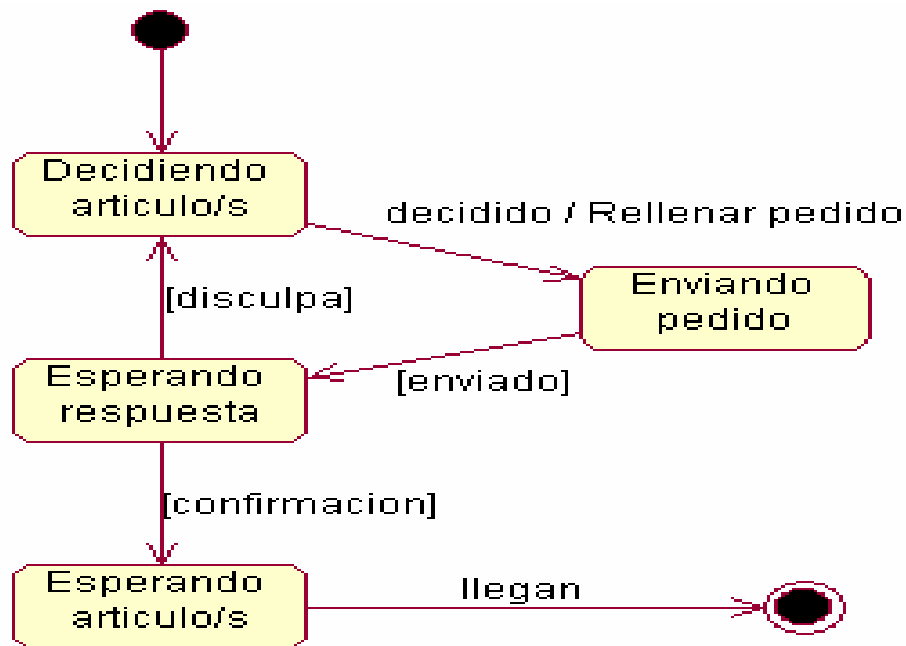 Decidiendo
articulo/s
decidido / Rellenar pedido
Enviando
pedido
[disculpa]
Esperando
respuesta
[enviado]
[confirmacion]
Esperando
articulo/s
llegan